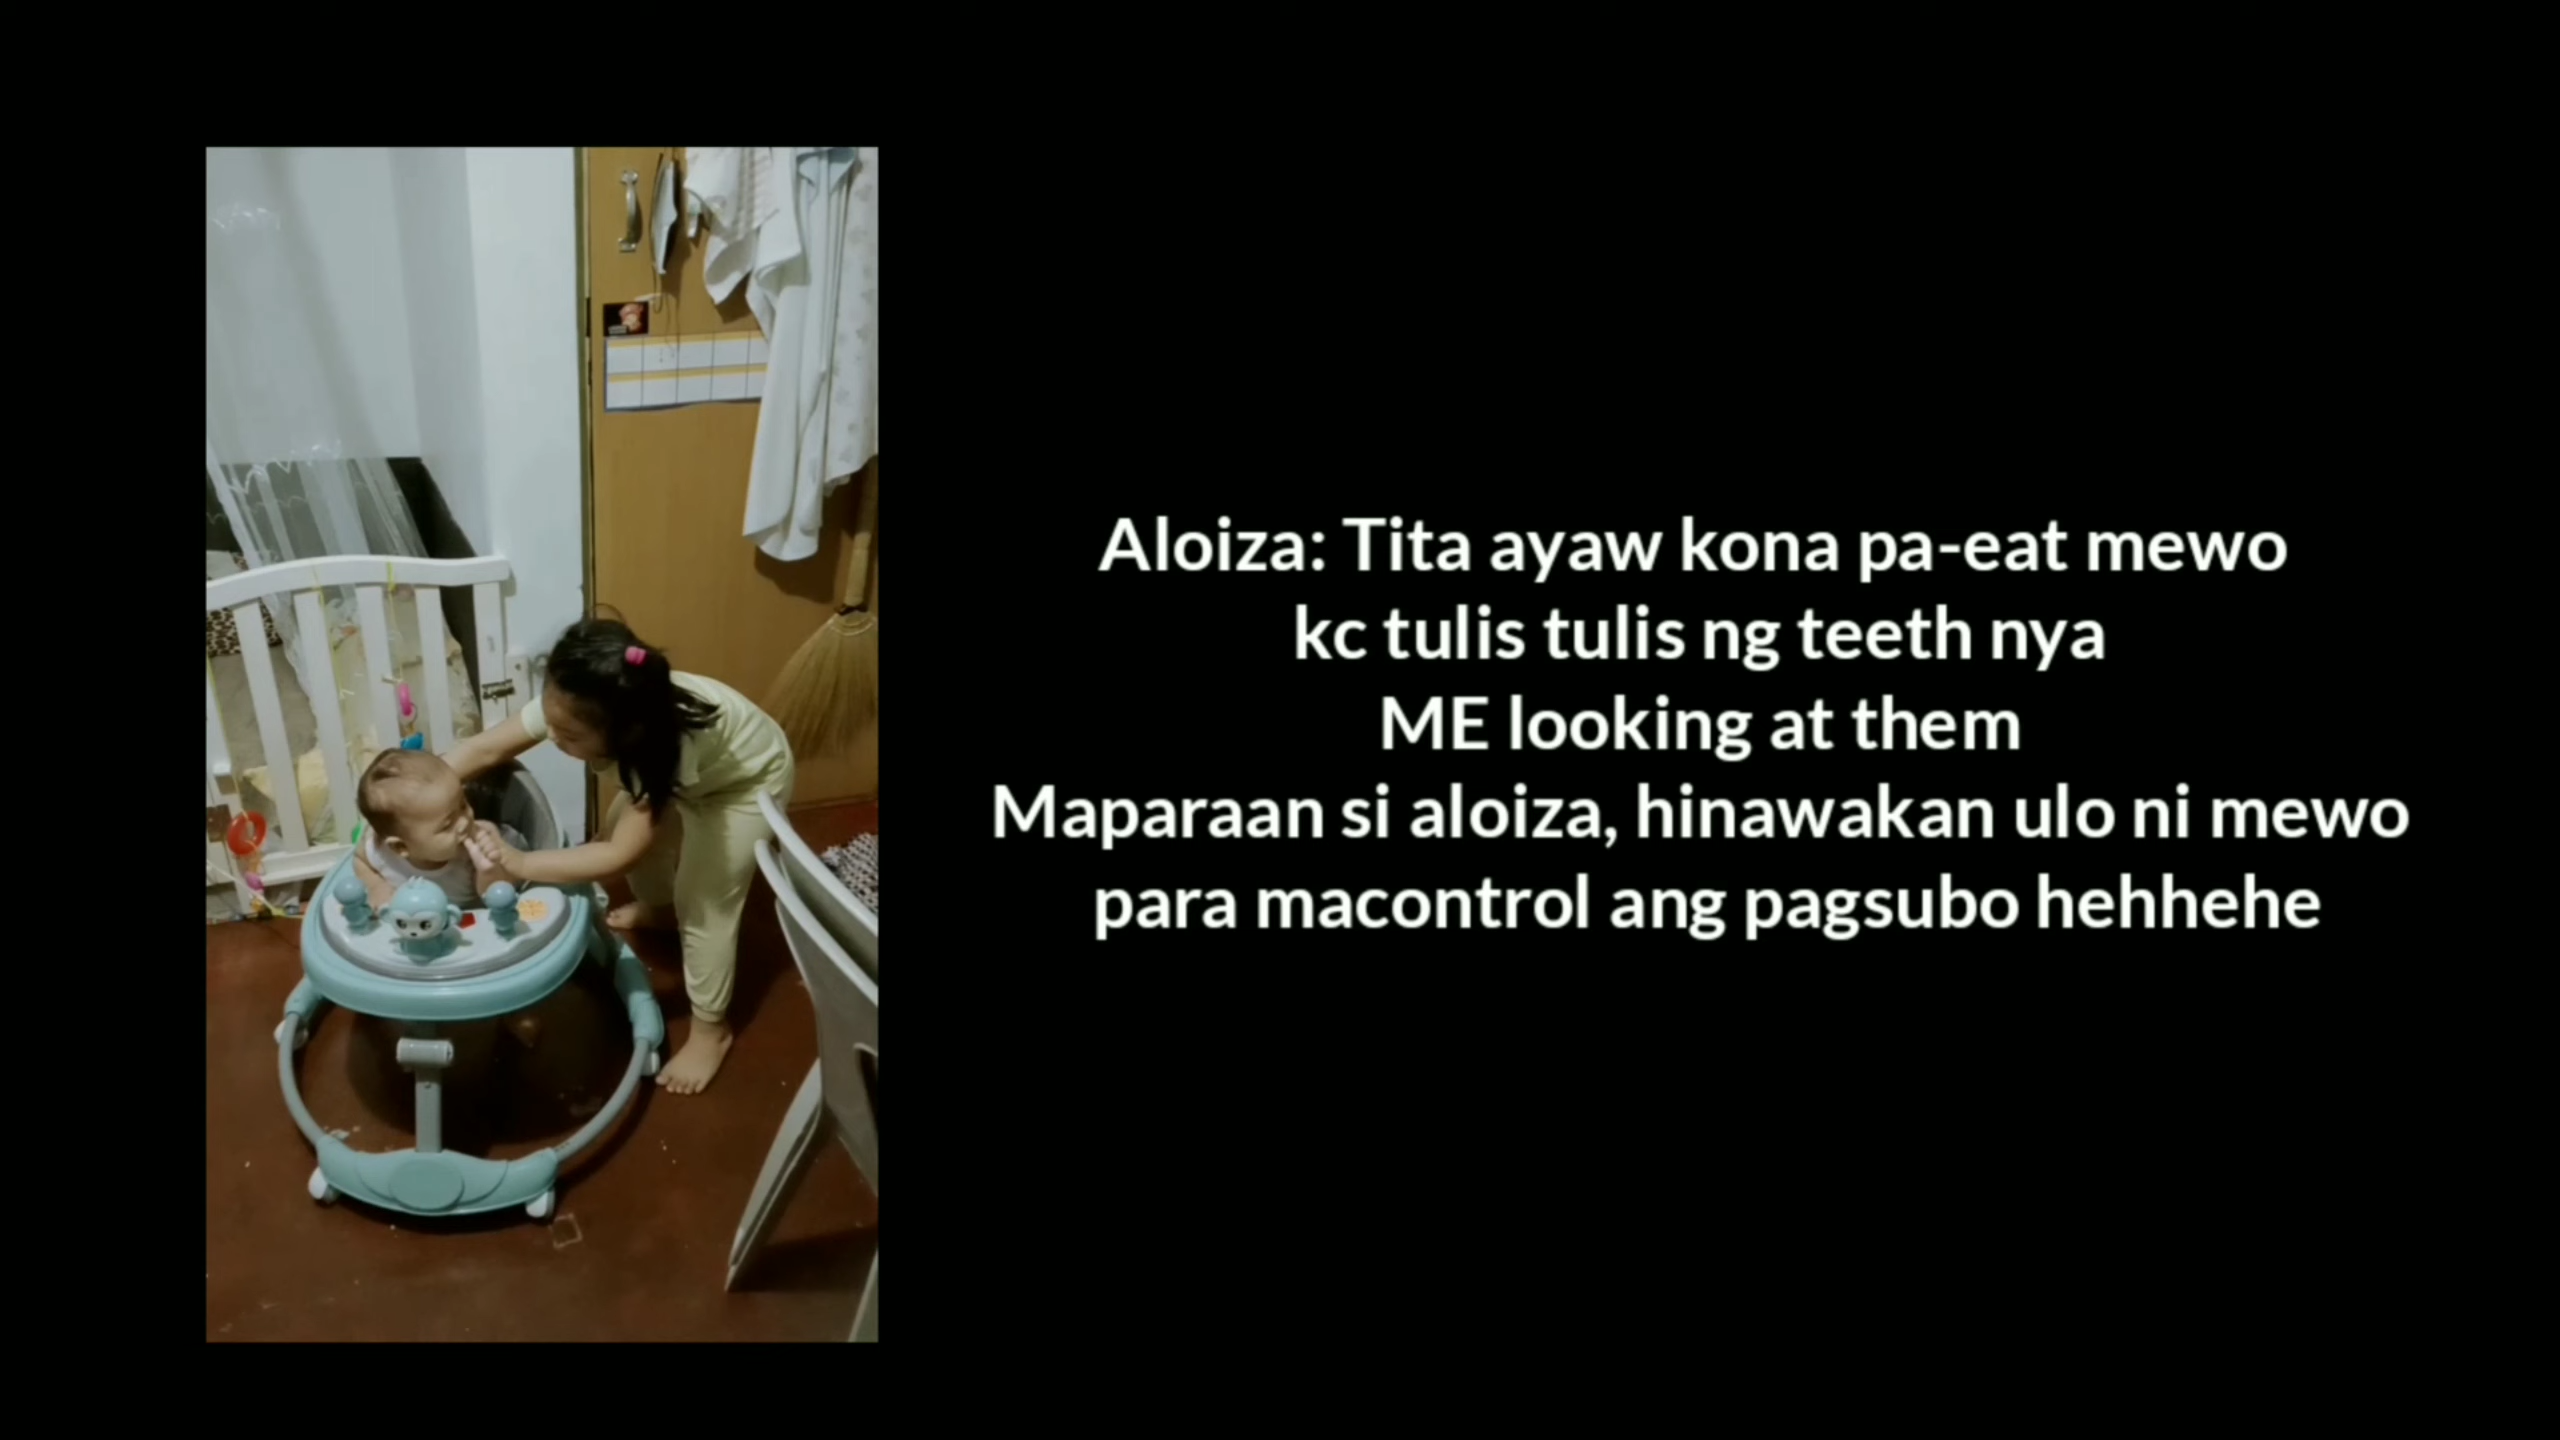 Aloiza: Tita ayaw kona pa-eat mewo
kc tulis tulis ng teeth nya
ME looking at them
Maparaan si aloiza, hinawakan ulo ni mewo
para macontrol ang pagsubo hehhehe